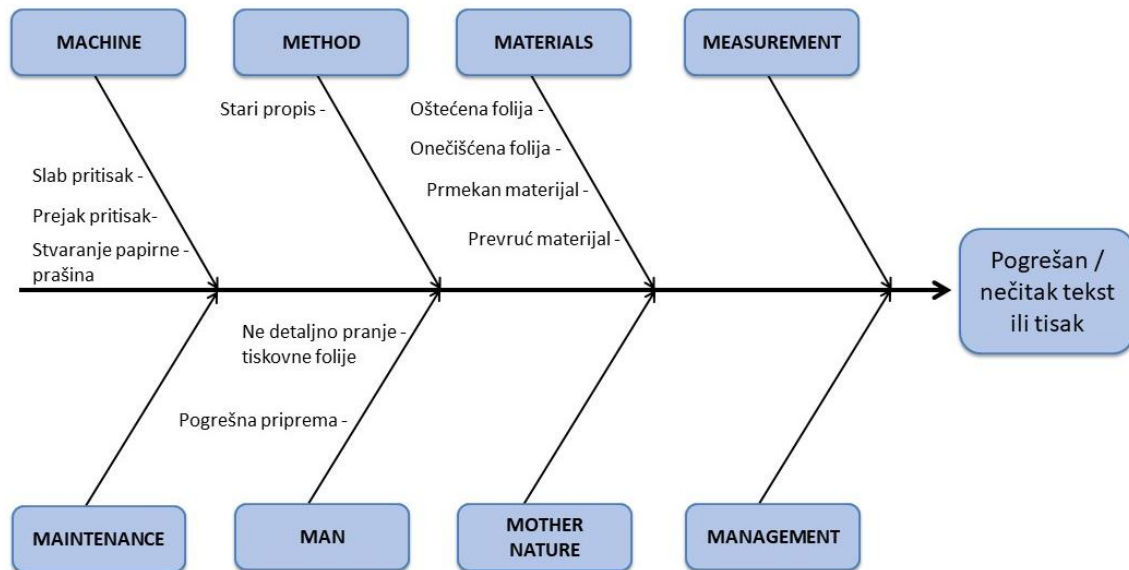 MACHINE
METHOD
MATERIALS
MEASUREMENT
Stari propis -
Oštećena folija -
Onečišćena folija -
Slab pritisak -
Prmekan materijal -
Prejak pritisak-
Prevruć materijal -
Stvaranje papirne -
prašina
Pogrešan /
nečitak tekst
ili tisak
Ne detaljno pranje -
tiskovne folije
Pogrešna priprema -
MAINTENANCE
MAN
MOTHER
NATURE
MANAGEMENT